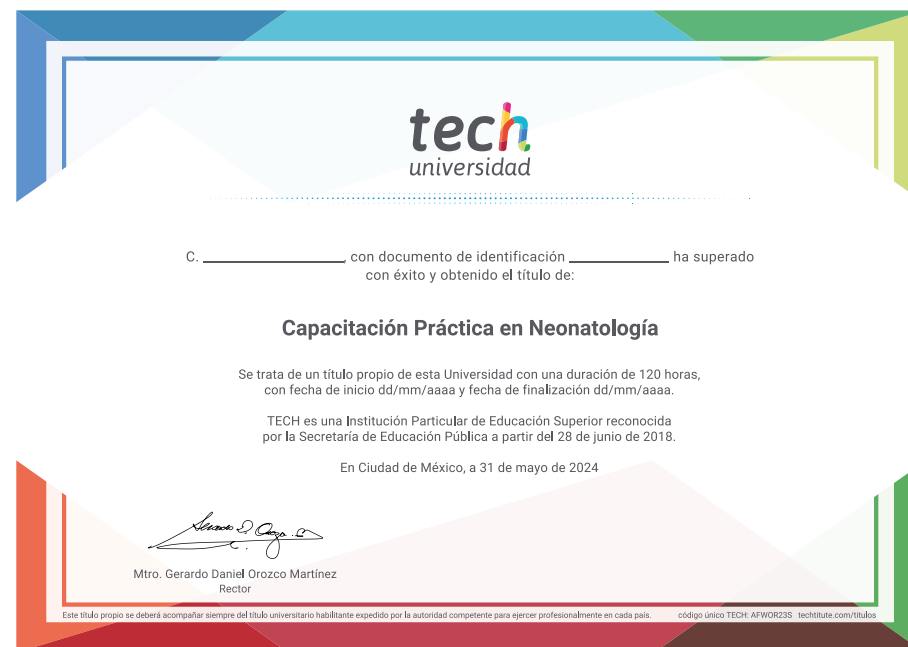 tech
universidad
C. ____________________, con documento de identificación ______________ ha superado
con éxito y obtenido el título de:
Capacitación Práctica en Neonatología
Se trata de un título propio de esta Universidad con una duración de 120 horas,
con fecha de inicio dd/mm/aaaa y fecha de finalización dd/mm/aaaa.
TECH es una Institución Particular de Educación Superior reconocida
por la Secretaría de Educación Pública a partir del 28 de junio de 2018.
En Ciudad de México, a 31 de mayo de 2024
Mtro. Gerardo Daniel Orozco Martínez
Rector
Este título propio se deberá acompañar siempre del título universitario habilitante expedido por la autoridad competente para ejercer profesionalmente en cada país. código único TECH: AFWOR23S techtitute.com/titulos